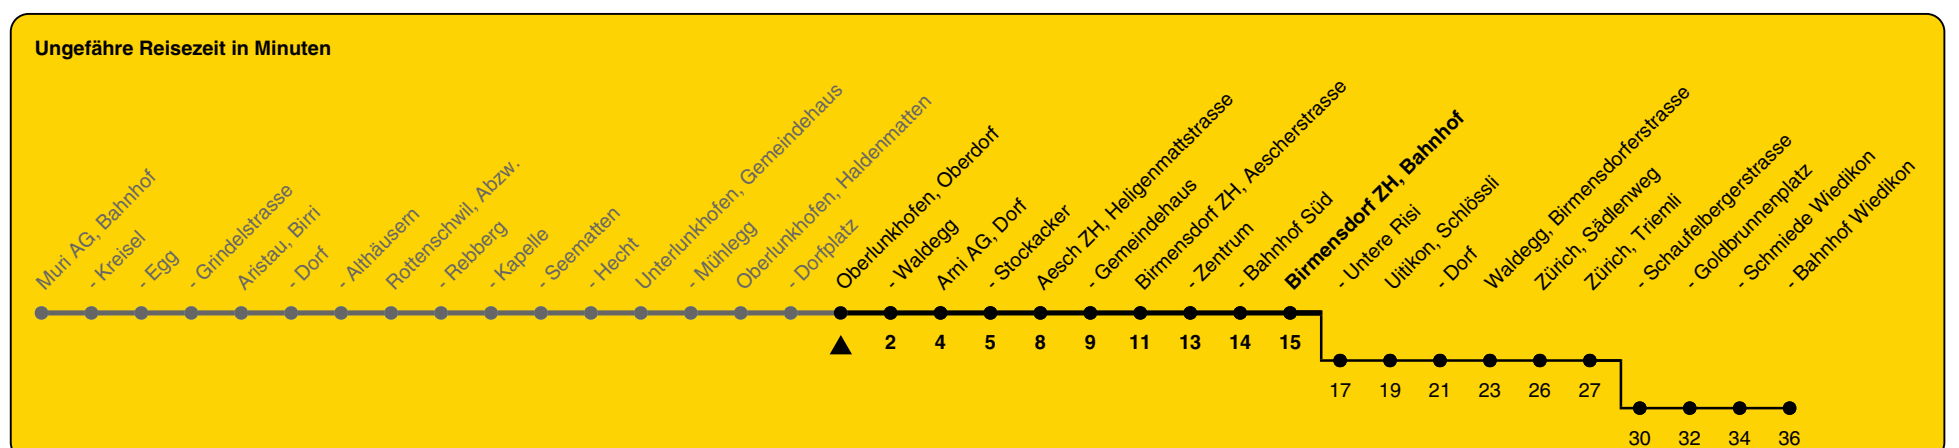 Ungefähre Reisezeit in Minuten
Muri AG, Bahnhof
- Kreisel
- Egg
- Grindelstrasse
Aristau, Birri
- Dorf
- Althäusern
Rottenschwil, Abzw.
- Rebberg
- Kapelle
- Seematten
- Hecht
Unterlunkhofen, Gemeindehaus
- Mühlegg
Oberlunkhofen, Haldenmatten
- Dorfplatz
Oberlunkhofen, Oberdorf
- Waldegg
Arni AG, Dorf
- Stockacker
Aesch ZH, Heligenmattstrasse
- Gemeindehaus
Birmensdorf ZH, Aescherstrasse
- Zentrum
- Bahnhof Süd
Birmensdorf ZH, Bahnhof
- Untere Risi
Uitikon, Schlössli
- Dorf
Waldegg, Birmensdorferstrasse
Zürich, Sädlenweg
Zürich, Triemli
- Schaufelbergerstrasse
- Goldbrunnenplatz
- Schmiede Wiedikon
- Bahnhof Wiedikon
2 4 5 8 9 11 13 14 15
17 19 21 23 26 27
30 32 34 36